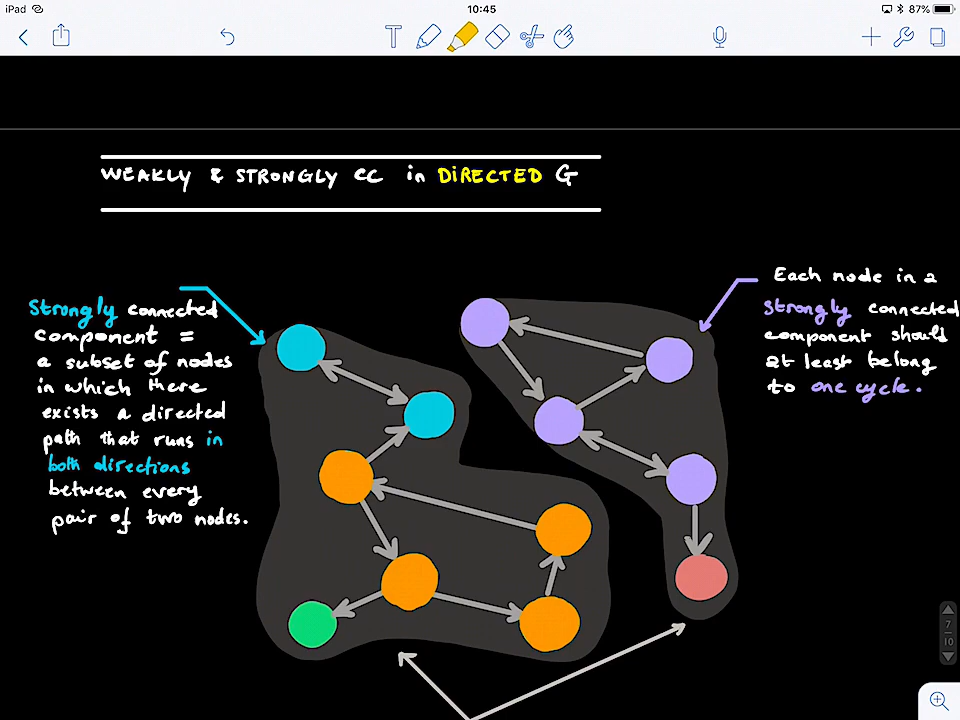 iPad
10:45
87%
WEAKLY & STRONGLY CC in DIRECTED G
Strongly connected
component =
a subset of nodes
in which there
exists a directed
path that runs in
both directions
between every
pair of two nodes.
Each node in a
strongly connected
component should
at least belong
to one cycle.
7
10